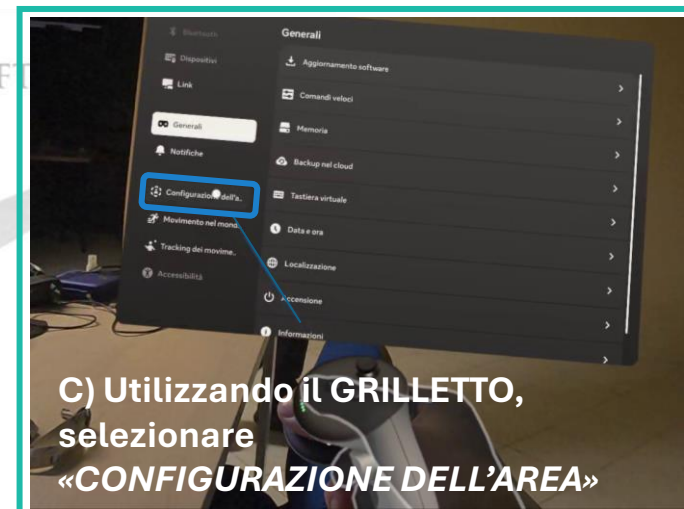 FT
Bluetooth
Dispositivi
Link
Generali
Notifiche
Configurazione dell'a..
Movimento nel mond..
Tracking dei movime..
Accessibilità
Generali
Aggiornamento software
Comandi veloci
Memoria
Backup nel cloud
Tastiera virtuale
Data e ora
Localizzazione
Accensione
Informazioni
C) Utilizzando il GRILLETTO,
selezionare
«CONFIGURAZIONE DELL'AREA»